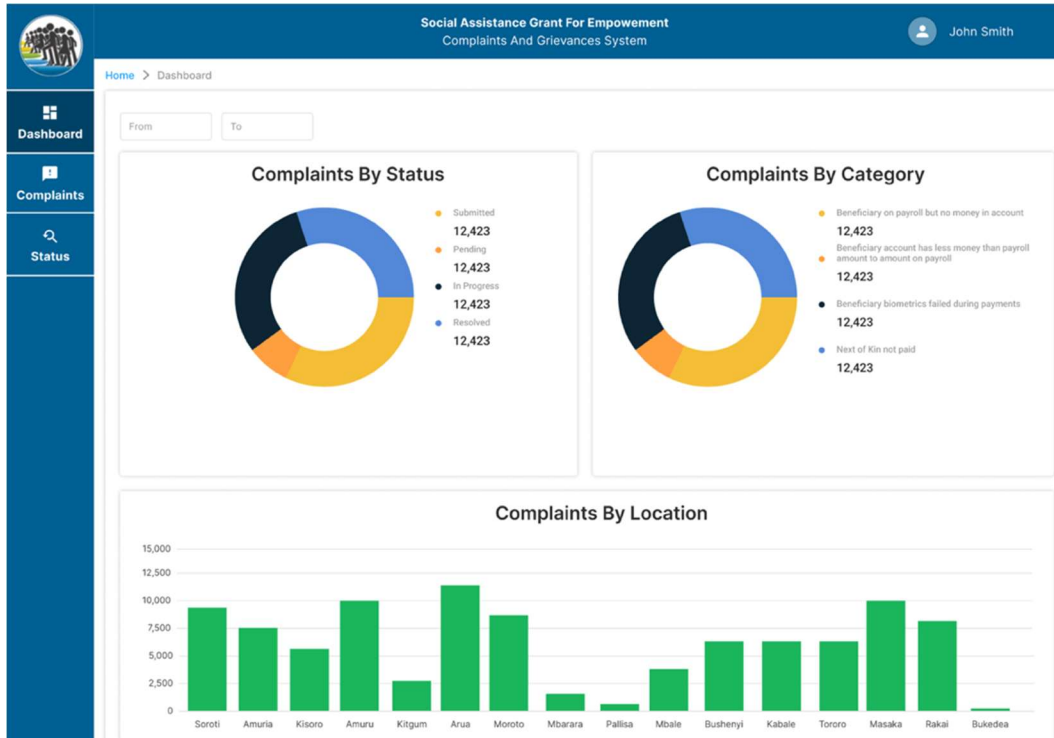 Social Assistance Grant For Empowement
Complaints And Grievances System
John Smith
Home > Dashboard
Dashboard
Complaints
Status
From
To
Complaints By Status
Submitted
12,423
Pending
12,423
In Progress
12,423
Resolved
12,423
Complaints By Category
Beneficiary on payroll but no money in account
12,423
Beneficiary account has less money than payroll
amount to amount on payroll
12,423
Beneficiary biometrics failed during payments
12,423
Next of Kin not paid
12,423
Complaints By Location
15,000
12,500
10,000
7,500
5,000
2,500
0
Soroti Amuria Kisoro Amuru Kitgum Arua Moroto Mbarara Pallisa Mbale Bushenyi Kabale Tororo Masaka Rakai Bukedea